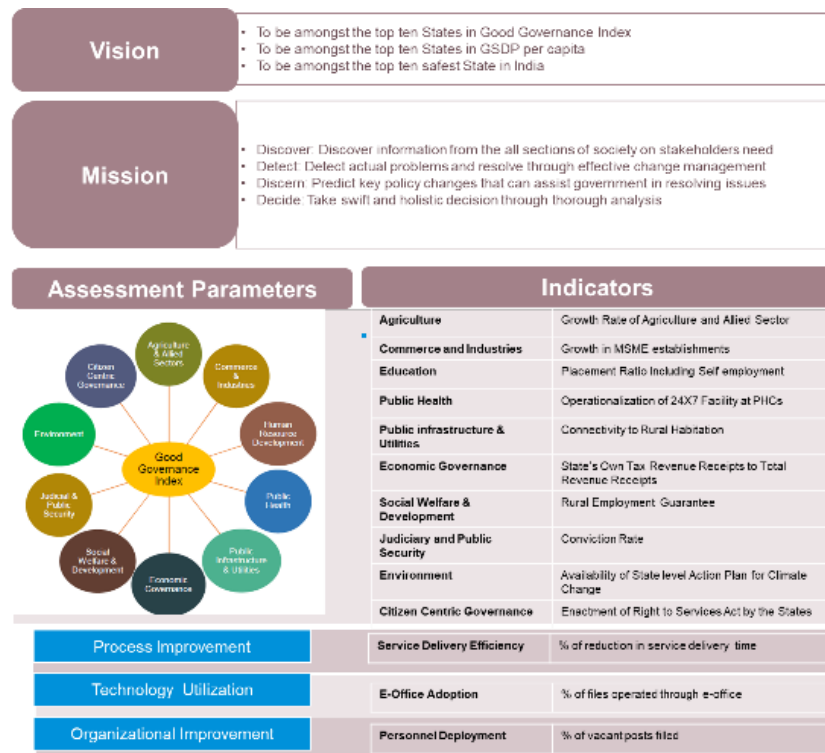 Vision
• To be amongst the top ten States in Good Governance Index
• To be amongst the top ten States in GSDP per capita
• To be amongst the top ten safest State in India
Mission
• Discover: Discover information from the all sections of society on stakeholders need
• Detect: Detect actual problems and resolve through effective change management
• Discern: Predict key policy changes that can assist government in resolving issues
• Decide: Take swift and holistic decision through thorough analysis
Assessment Parameters
Agriculture
& Allied
Sectors
Commerce
&
Industries
Human
Resource
Development
Public
Health
Public
Infrastructure
& Utilities
Economic
Governance
Social
Welfare &
Development
Judicial &
Public
Security
Environment
Citizen
Centric
Governance
Good
Governance
Index
Indicators
Agriculture Growth Rate of Agriculture and Allied Sector
Commerce and Industries Growth in MSME establishments
Education Placement Ratio Including Self employment
Public Health Operationalization of 24X7 Facility at PHCs
Public infrastructure & Connectivity to Rural Habitation
Utilities
Economic Governance State's Own Tax Revenue Receipts to Total
Revenue Receipts
Social Welfare & Rural Employment Guarantee
Development
Judiciary and Public Conviction Rate
Security
Environment Availability of State level Action Plan for Climate
Change
Citizen Centric Governance Enactment of Right to Services Act by the States
Process Improvement Service Delivery Efficiency % of reduction in service delivery time
Technology Utilization E-Office Adoption % of files operated through e-office
Organizational Improvement Personnel Deployment % of vacant posts filled